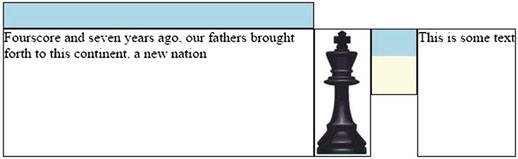 Fourscore and seven years ago, our fathers brought
forth to this continent, a new nation
This is some text